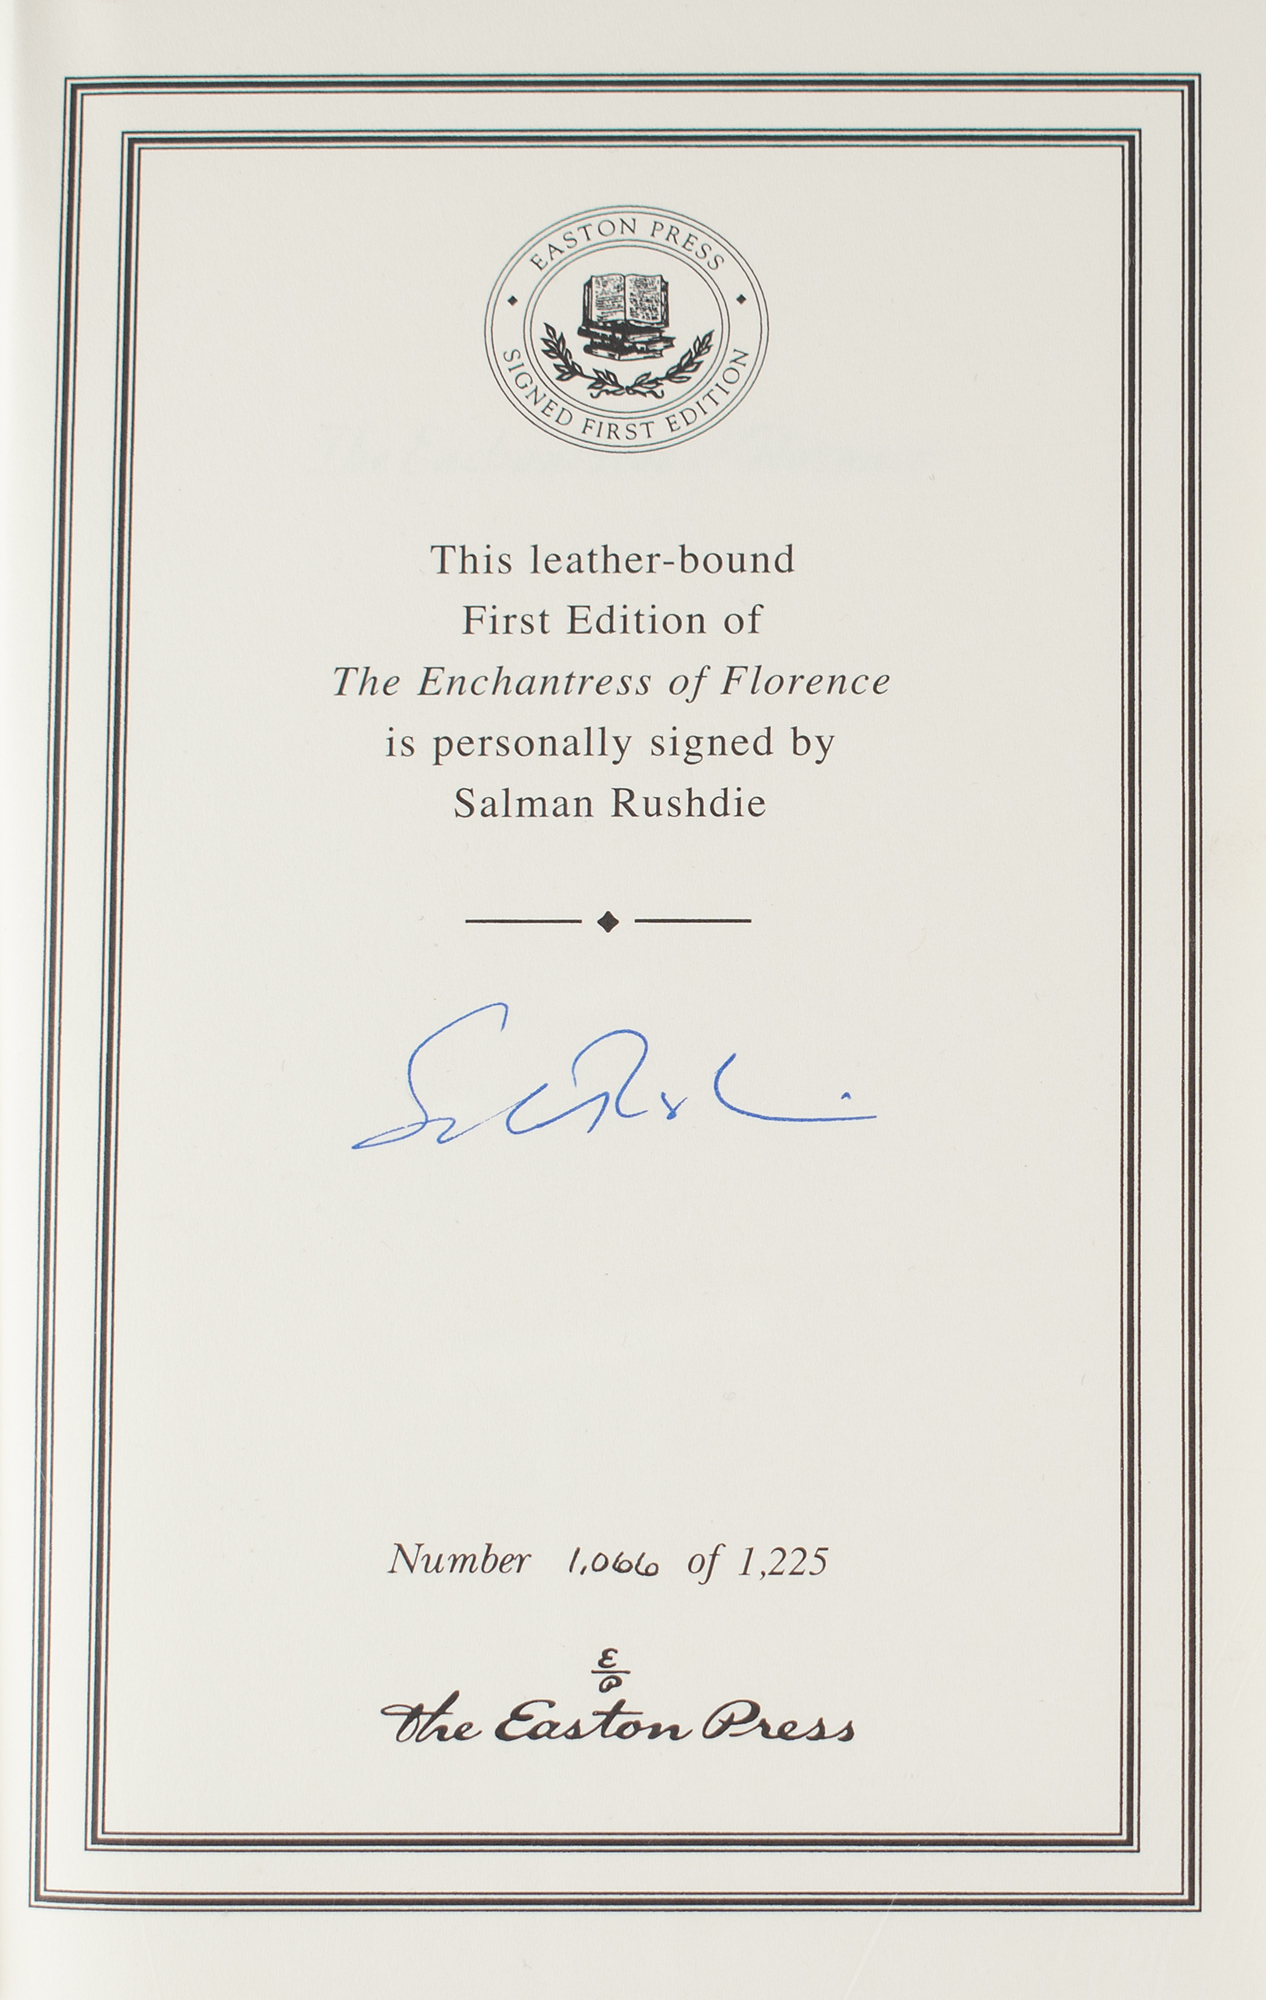 EASTON PRESS
SIGNED FIRST EDITION
This leather-bound
First Edition of
The Enchantress of Florence
is personally signed by
Salman Rushdie
Number 1,066 of 1,225
E
P
The Easton Press